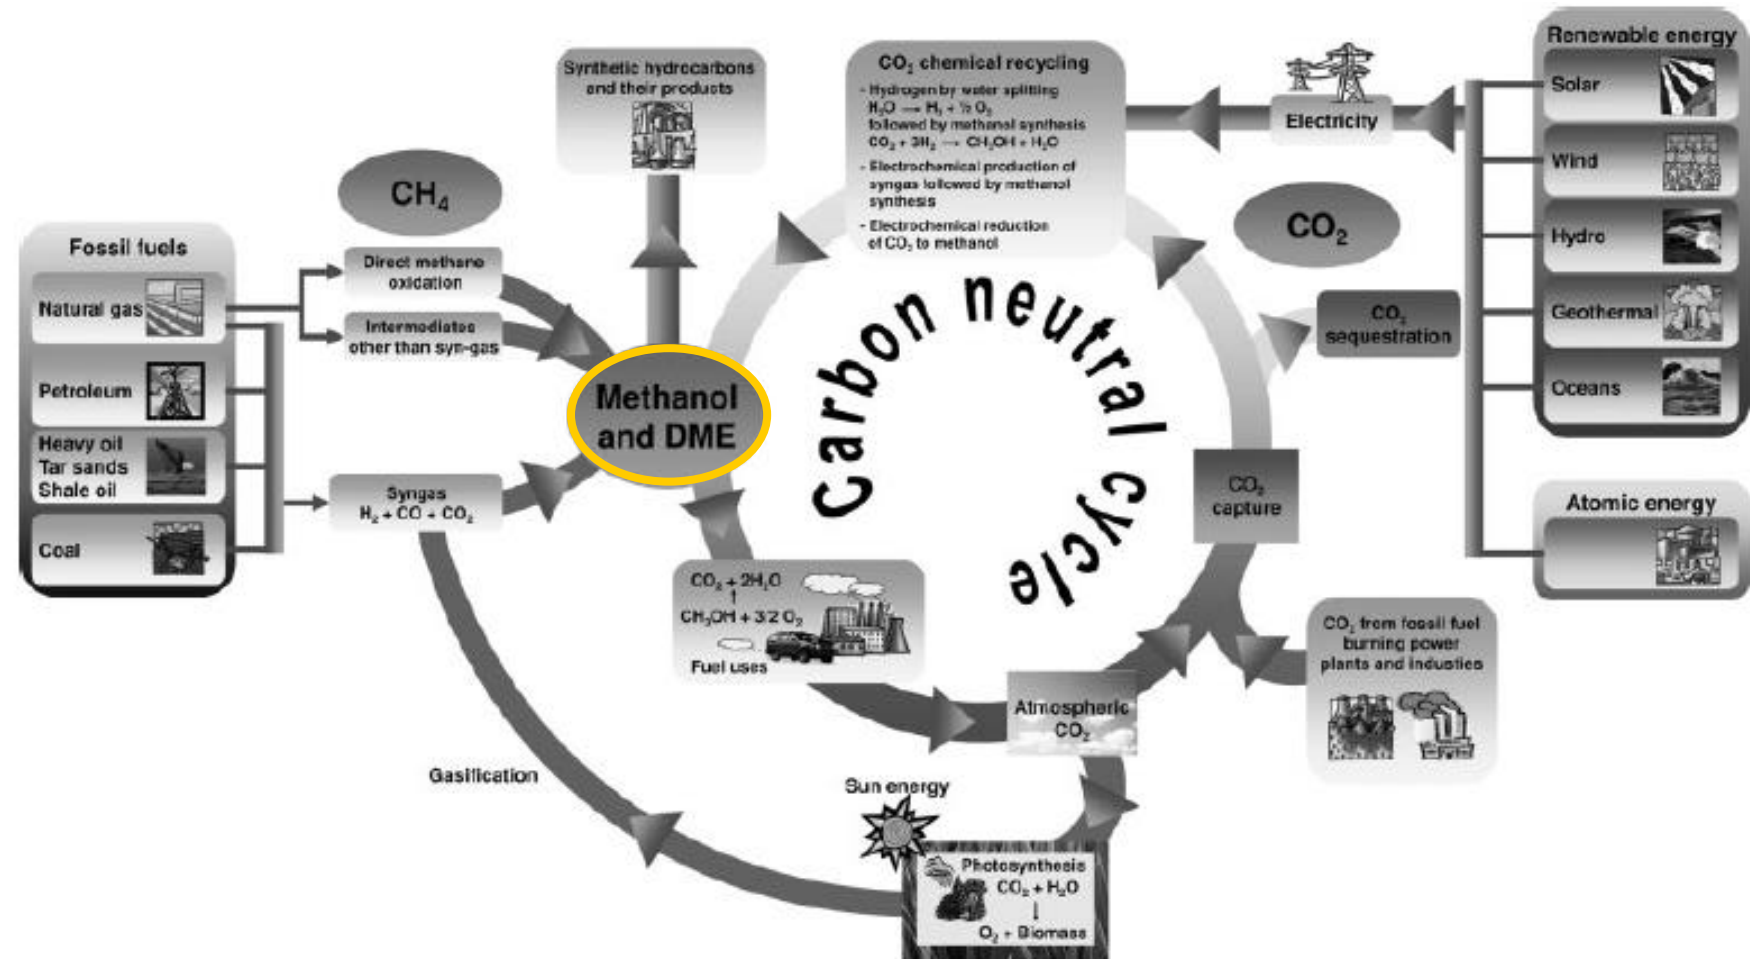 Synthetic hydrocarbons
and their products
CO₂ chemical recycling
- Hydrogen by water splitting
H₂O → H₂ + ½ O₂
followed by methanol synthesis
CO₂ + 3H₂ → CH₃OH + H₂O
- Electrochemical production of
syngas followed by methanol
synthesis
- Electrochemical reduction
of CO₂ to methanol
Electricity
Renewable energy
Solar
Wind
Hydro
Geothermal
Oceans
Atomic energy
CH₄
CO₂
Fossil fuels
Natural gas
Petroleum
Heavy oil
Tar sands
Shale oil
Coal
Direct methane
oxidation
Intermediates
other than syn-gas
Syngas
H₂ + CO + CO₂
Methanol
and DME
Carbon neutral cycle
CO₂
sequestration
CO₂
capture
CO₂ + 2H₂O
↑
CH₃OH + 3/2 O₂
Fuel uses
Atmospheric
CO₂
CO₂ from fossil fuel
burning power
plants and industies
Gasification
Sun energy
Photosynthesis
CO₂ + H₂O
↓
O₂ + Biomass